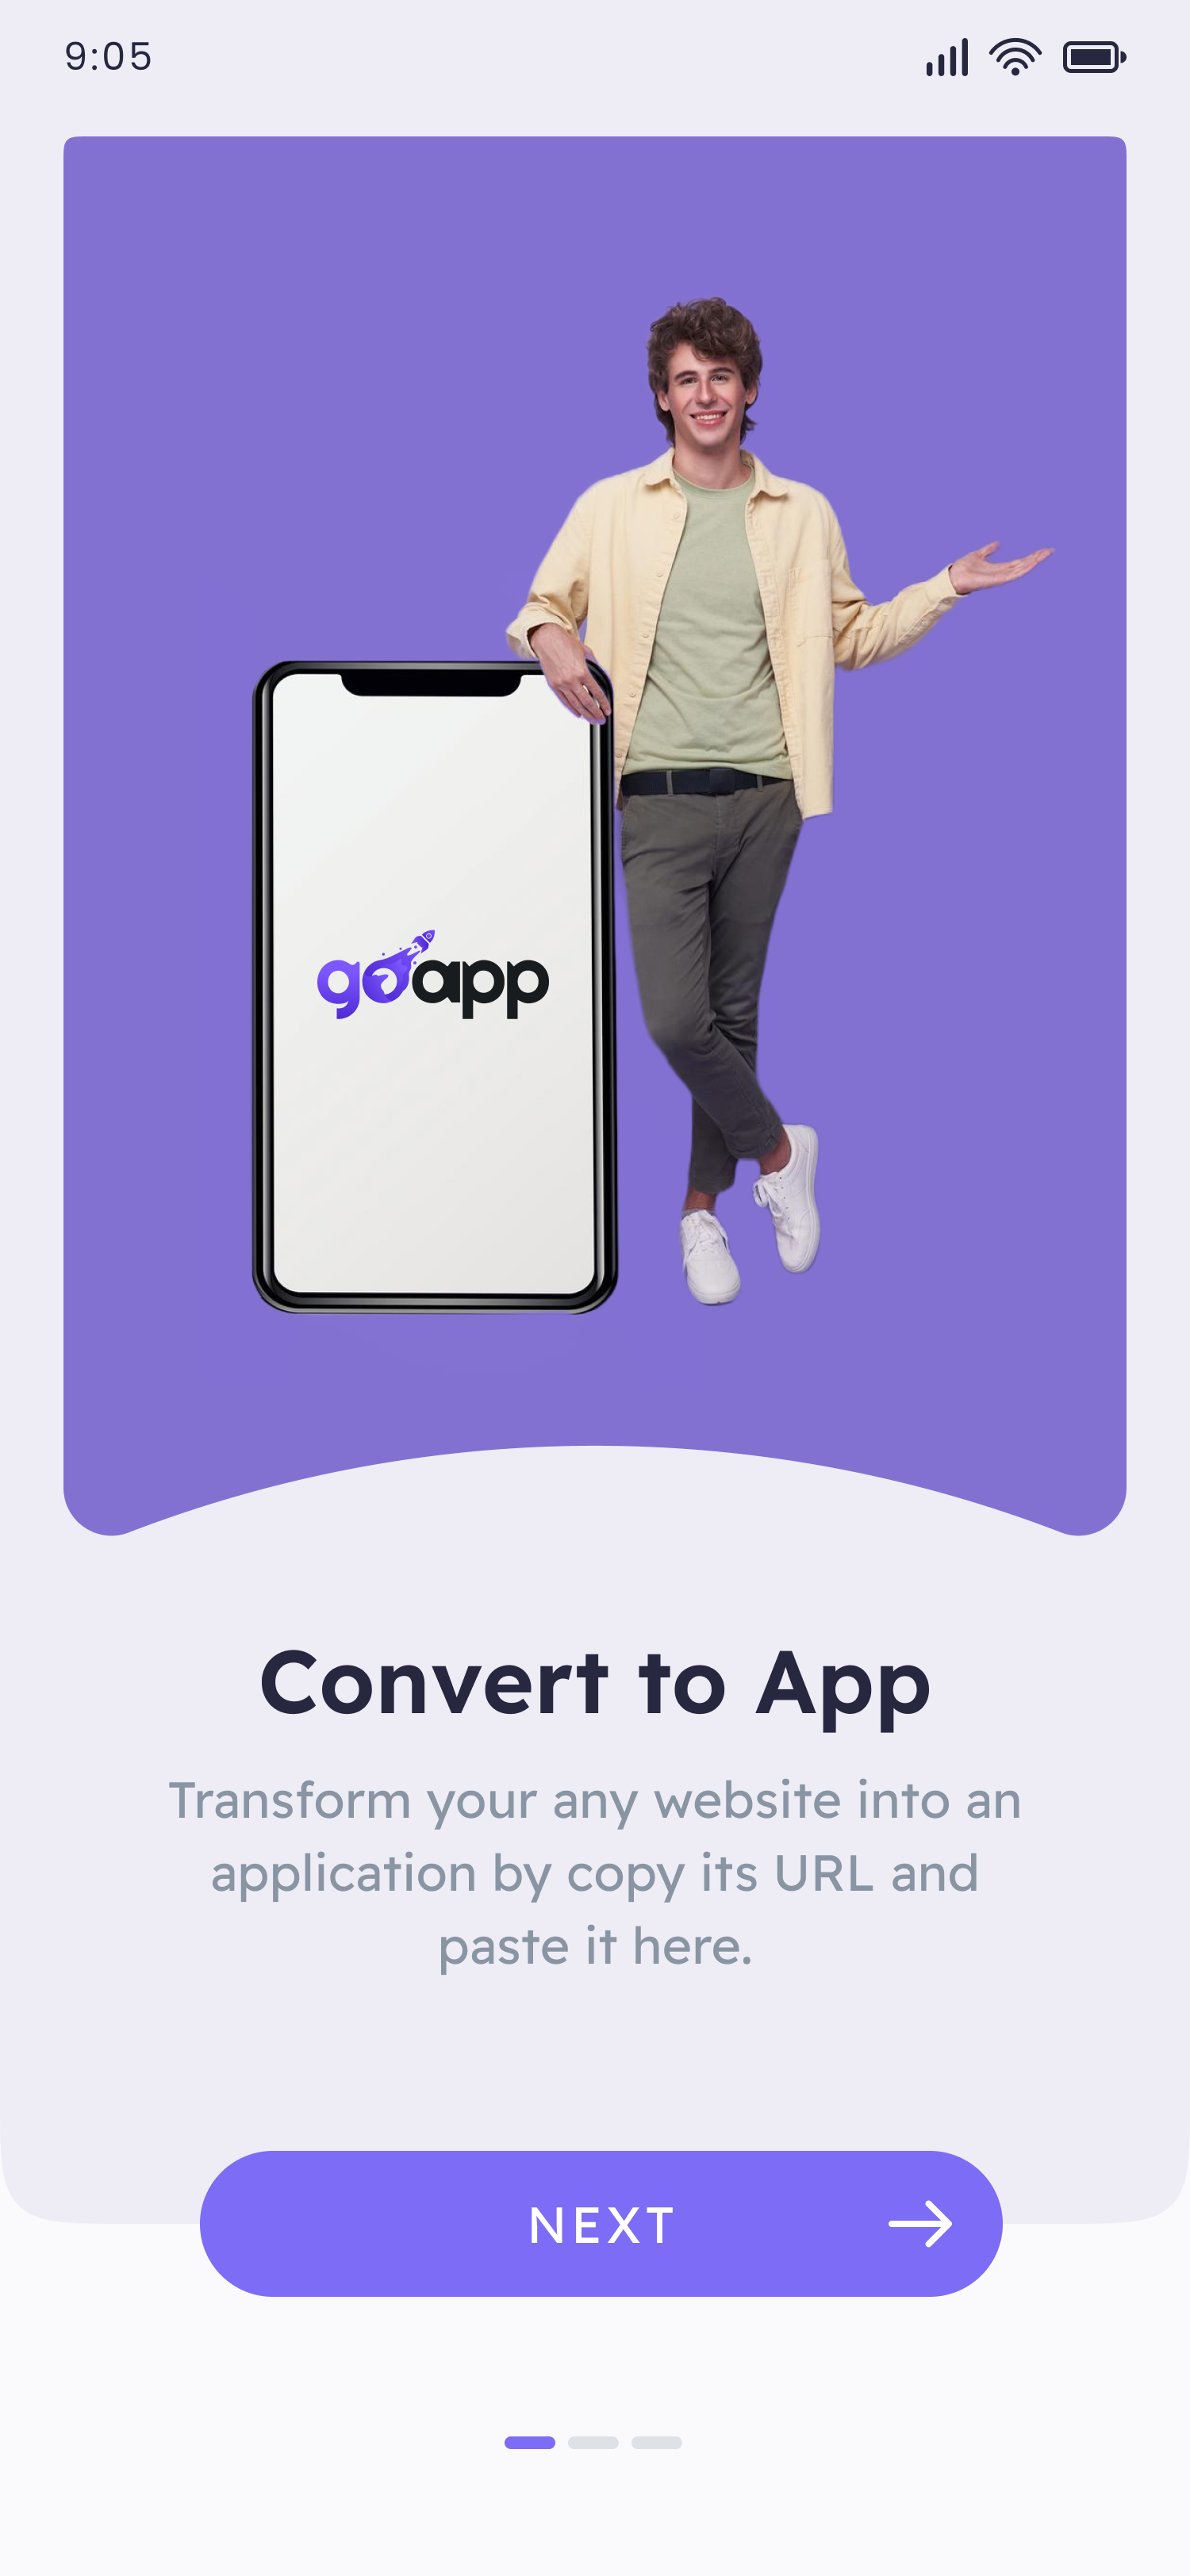 9:05
goapp
Convert to App
Transform your any website into an
application by copy its URL and
paste it here.
NEXT